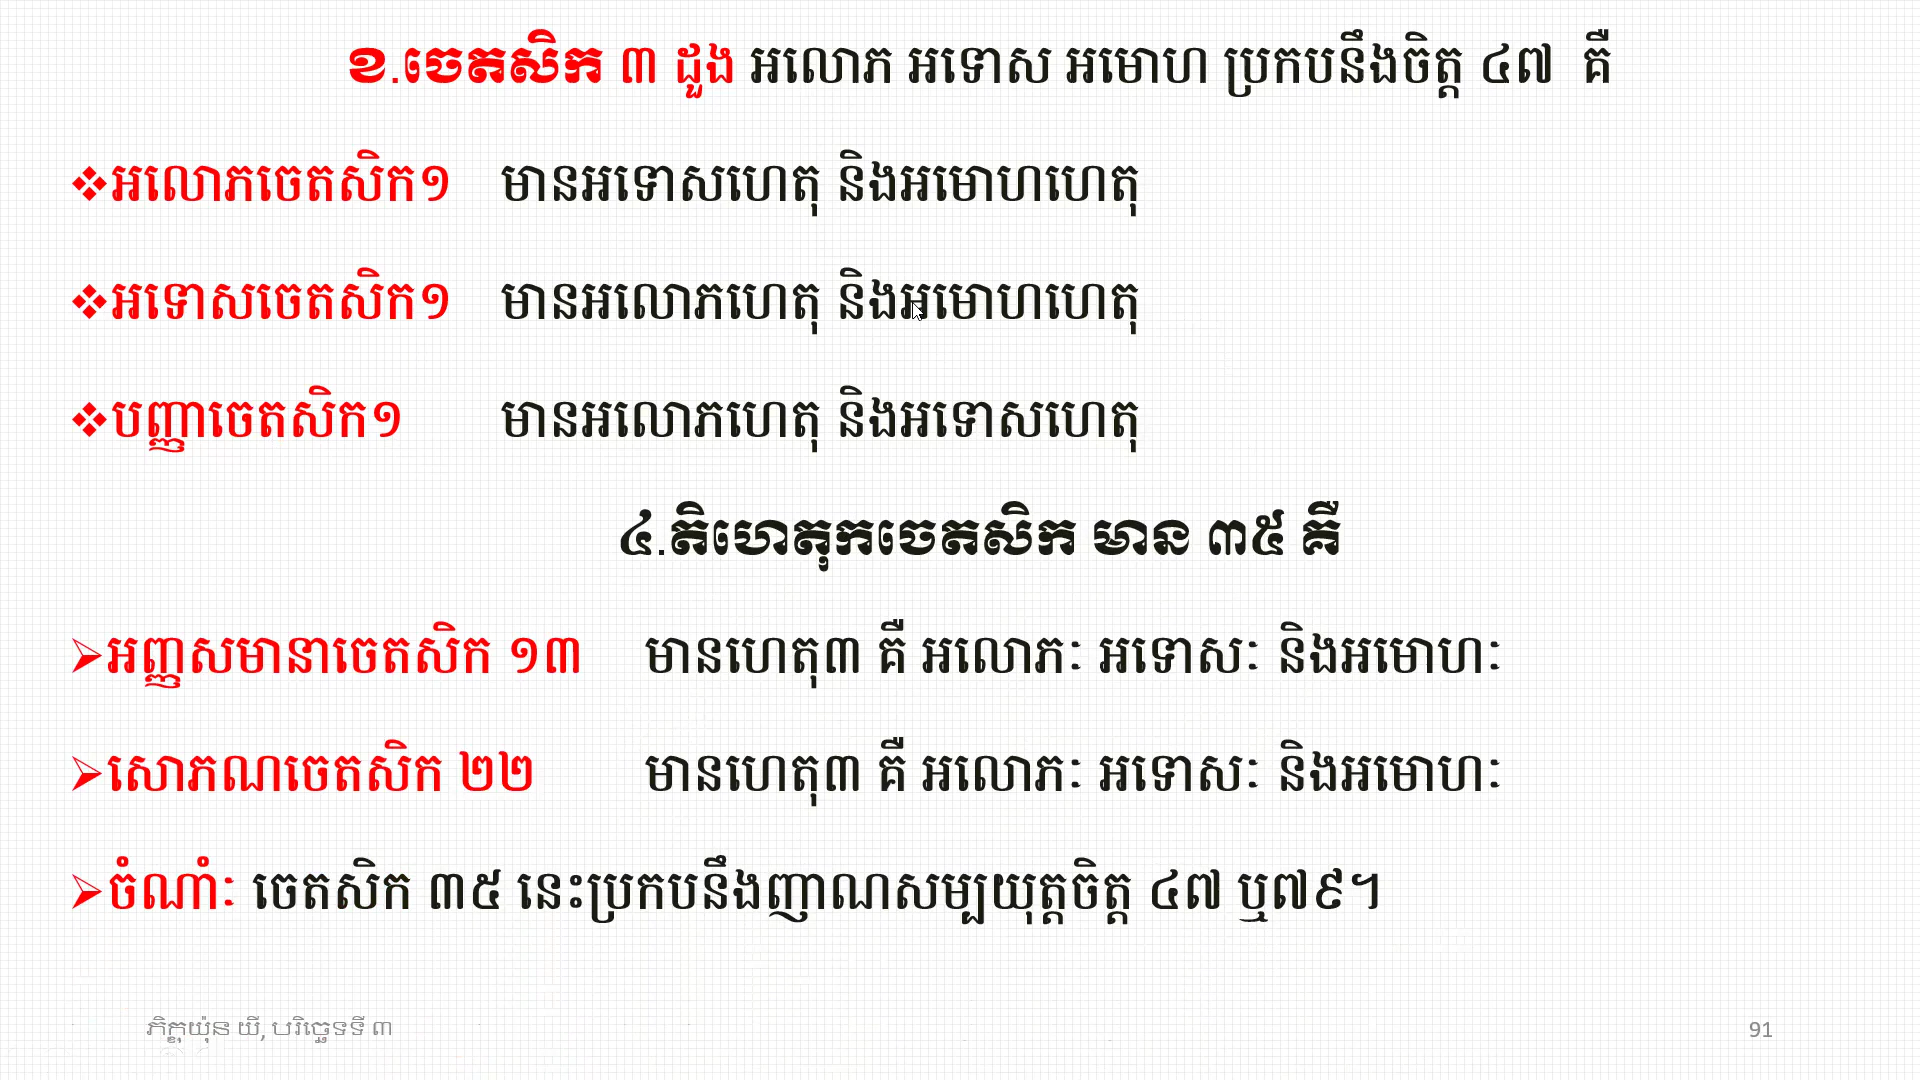 ខ.ចេតសិក ៣ ដួង អលោភ អទោស អមោហ ប្រកបនឹងចិត្ត ៤៧ គឺ
❖អលោភចេតសិក១ មានអទោសហេតុ និងអមោហហេតុ
❖អទោសចេតសិក១ មានអលោភហេតុ និងអមោហហេតុ
❖បញ្ញាចេតសិក១ មានអលោភហេតុ និងអទោសហេតុ
៤.តិហេតុកចេតសិក មាន ៣៥ គឺ
➢អញ្ញសមានាចេតសិក ១៣ មានហេតុ៣ គឺ អលោភៈ អទោសៈ និងអមោហៈ
➢សោភណចេតសិក ២២ មានហេតុ៣ គឺ អលោភៈ អទោសៈ និងអមោហៈ
➢ចំណាំៈ ចេតសិក ៣៥ នេះប្រកបនឹងញាណសម្បយុត្តចិត្ត ៤៧ ឬ៧៩។
ភិក្ខុយ៉ុន យី, បរិច្ឆេទទី ៣ 91